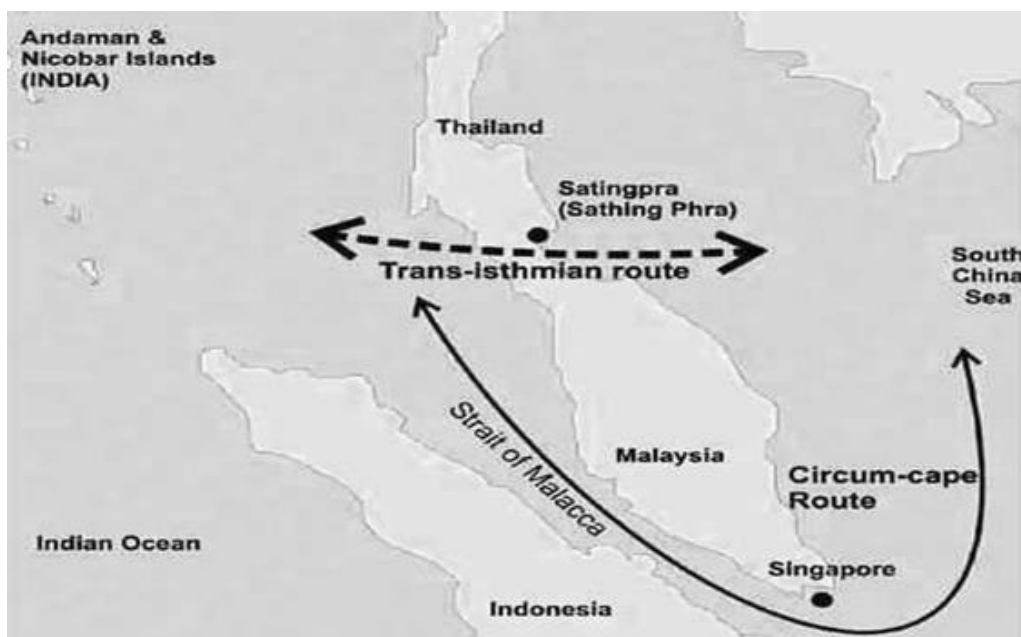 Andaman &
Nicobar Islands
(INDIA)
Thailand
Satingpra
(Sathing Phra)
Trans-isthmian route
South
China
Sea
Strait of Malacca
Malaysia
Circum-cape
Route
Indian Ocean
Singapore
Indonesia